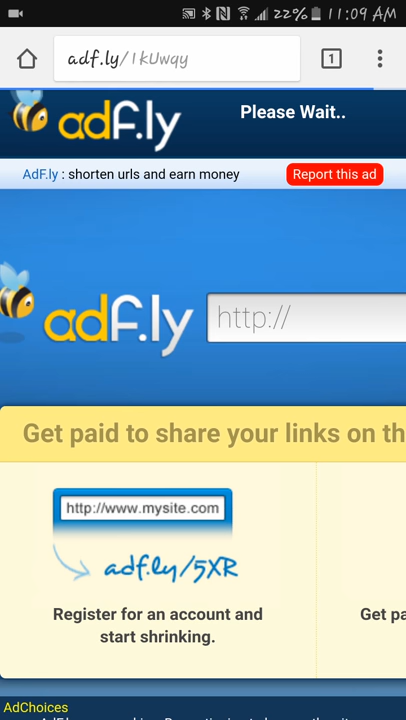 22% 11:09 AM
adf.ly/1kUwqy
1
adf.ly
Please Wait..
AdF.ly : shorten urls and earn money
Report this ad
adf.ly
http://
Get paid to share your links on th
http://www.mysite.com
adf.ly/5XR
Register for an account and
start shrinking.
Get pa
AdChoices